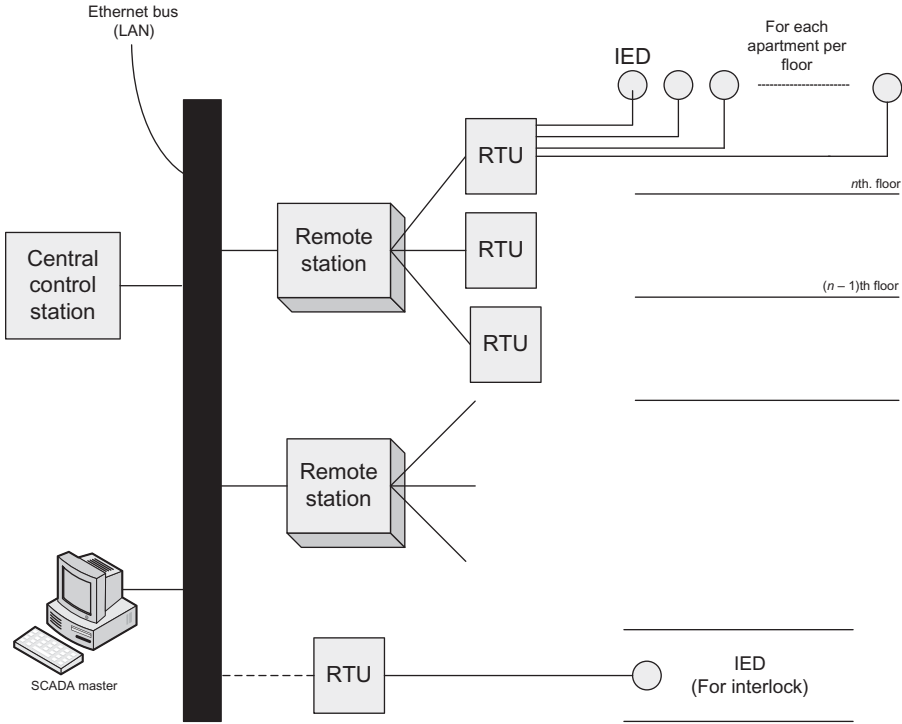 Ethernet bus
(LAN)
For each
apartment per
floor
IED
RTU
nth. floor
Remote
station
RTU
Central
control
station
(n – 1)th floor
RTU
Remote
station
SCADA master
RTU
IED
(For interlock)